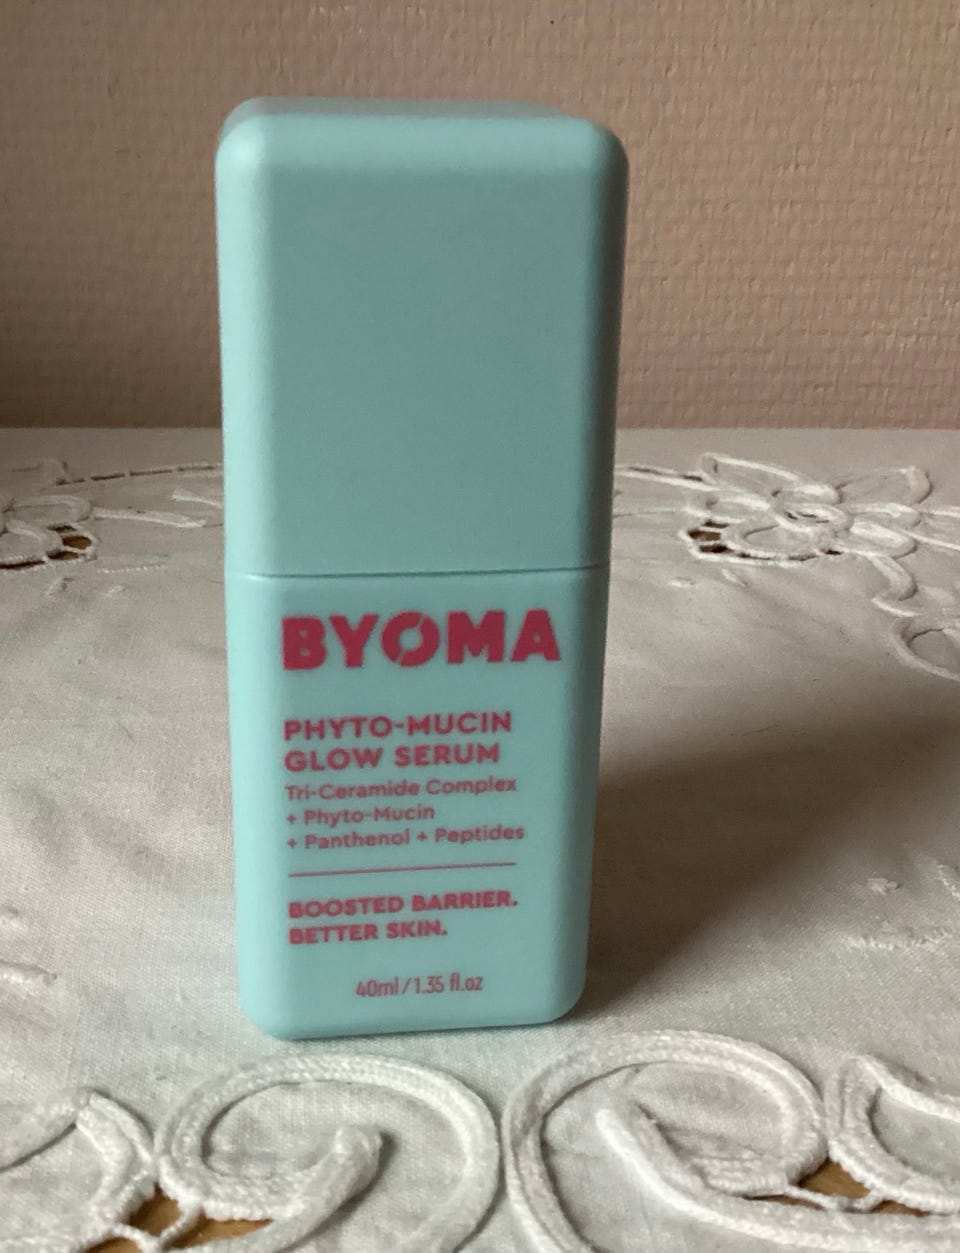 BYOMA
PHYTO-MUCIN
GLOW SERUM
Tri-Ceramide Complex
+ Phyto-Mucin
+ Panthenol + Peptides
BOOSTED BARRIER.
BETTER SKIN.
40ml/1.35 fl.oz